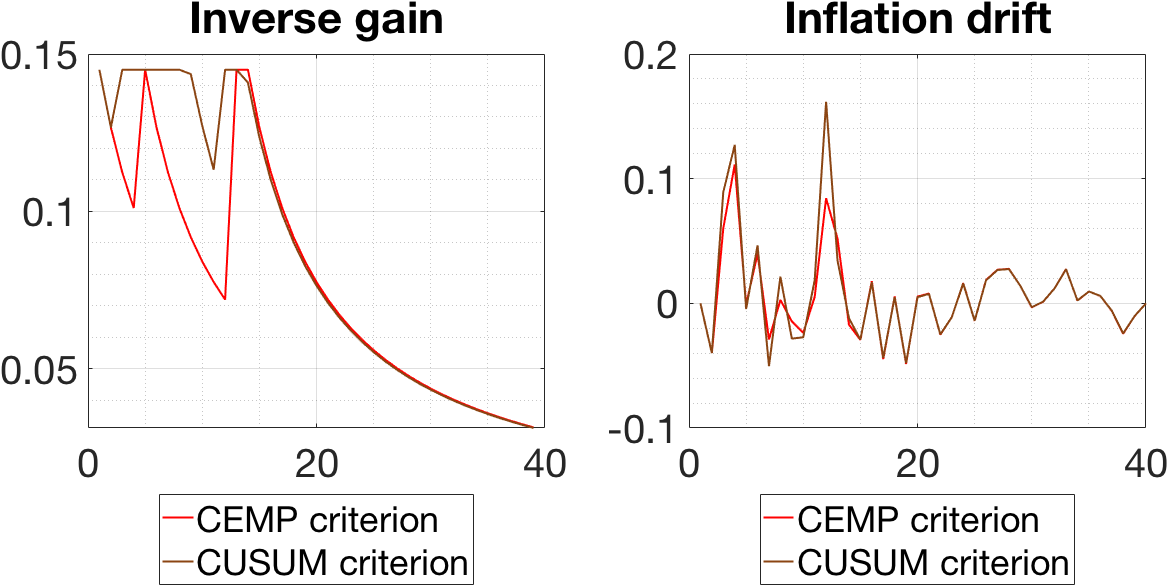 Inverse gain
0.15
0.1
0.05
0
20
40
CEMP criterion
CUSUM criterion
Inflation drift
0.2
0.1
0
-0.1
0
20
40
CEMP criterion
CUSUM criterion